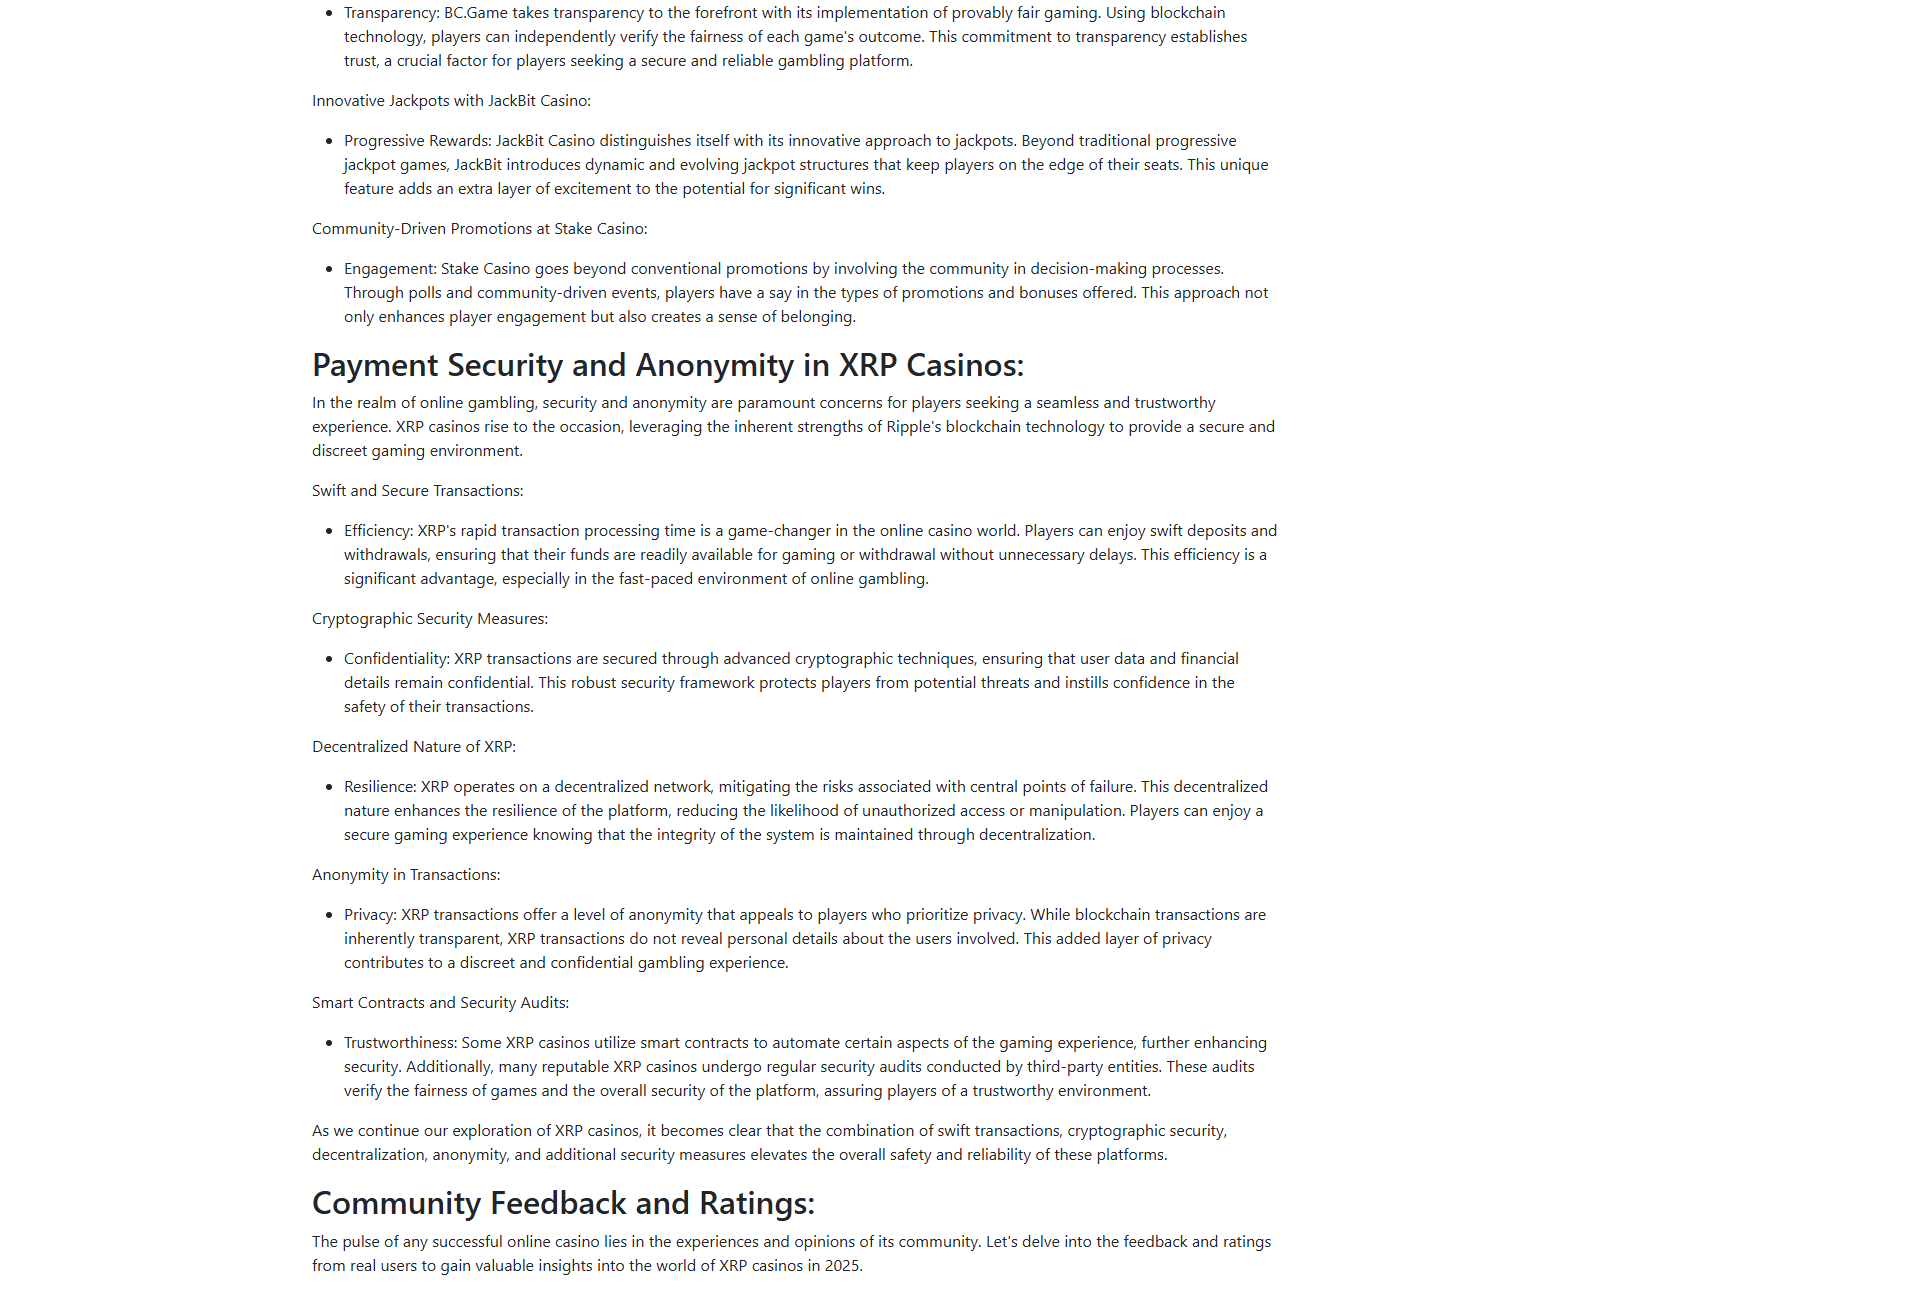 Transparency: BC.Game takes transparency to the forefront with its implementation of provably fair gaming. Using blockchain
technology, players can independently verify the fairness of each game's outcome. This commitment to transparency establishes
trust, a crucial factor for players seeking a secure and reliable gambling platform.
Innovative Jackpots with JackBit Casino:
Progressive Rewards: JackBit Casino distinguishes itself with its innovative approach to jackpots. Beyond traditional progressive
jackpot games, JackBit introduces dynamic and evolving jackpot structures that keep players on the edge of their seats. This unique
feature adds an extra layer of excitement to the potential for significant wins.
Community-Driven Promotions at Stake Casino:
Engagement: Stake Casino goes beyond conventional promotions by involving the community in decision-making processes.
Through polls and community-driven events, players have a say in the types of promotions and bonuses offered. This approach not
only enhances player engagement but also creates a sense of belonging.
Payment Security and Anonymity in XRP Casinos:
In the realm of online gambling, security and anonymity are paramount concerns for players seeking a seamless and trustworthy
experience. XRP casinos rise to the occasion, leveraging the inherent strengths of Ripple's blockchain technology to provide a secure and
discreet gaming environment.
Swift and Secure Transactions:
Efficiency: XRP's rapid transaction processing time is a game-changer in the online casino world. Players can enjoy swift deposits and
withdrawals, ensuring that their funds are readily available for gaming or withdrawal without unnecessary delays. This efficiency is a
significant advantage, especially in the fast-paced environment of online gambling.
Cryptographic Security Measures:
Confidentiality: XRP transactions are secured through advanced cryptographic techniques, ensuring that user data and financial
details remain confidential. This robust security framework protects players from potential threats and instills confidence in the
safety of their transactions.
Decentralized Nature of XRP:
Resilience: XRP operates on a decentralized network, mitigating the risks associated with central points of failure. This decentralized
nature enhances the resilience of the platform, reducing the likelihood of unauthorized access or manipulation. Players can enjoy a
secure gaming experience knowing that the integrity of the system is maintained through decentralization.
Anonymity in Transactions:
Privacy: XRP transactions offer a level of anonymity that appeals to players who prioritize privacy. While blockchain transactions are
inherently transparent, XRP transactions do not reveal personal details about the users involved. This added layer of privacy
contributes to a discreet and confidential gambling experience.
Smart Contracts and Security Audits:
Trustworthiness: Some XRP casinos utilize smart contracts to automate certain aspects of the gaming experience, further enhancing
security. Additionally, many reputable XRP casinos undergo regular security audits conducted by third-party entities. These audits
verify the fairness of games and the overall security of the platform, assuring players of a trustworthy environment.
As we continue our exploration of XRP casinos, it becomes clear that the combination of swift transactions, cryptographic security,
decentralization, anonymity, and additional security measures elevates the overall safety and reliability of these platforms.
Community Feedback and Ratings:
The pulse of any successful online casino lies in the experiences and opinions of its community. Let's delve into the feedback and ratings
from real users to gain valuable insights into the world of XRP casinos in 2025.